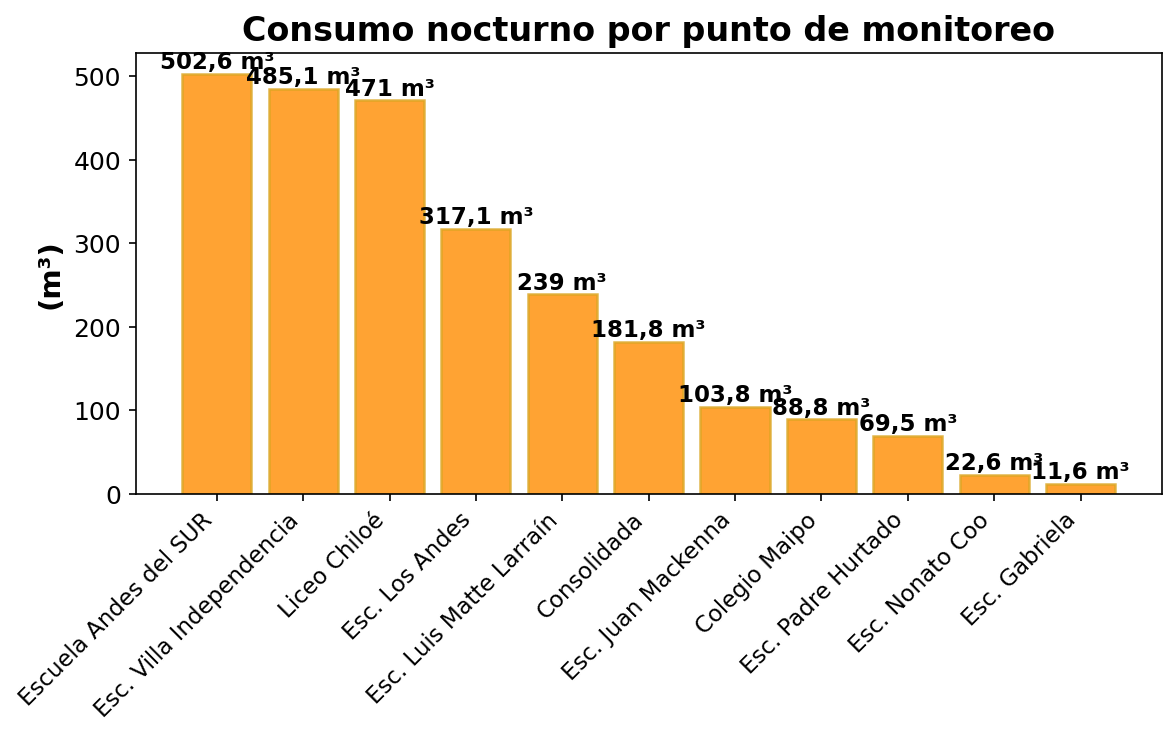 Consumo nocturno por punto de monitoreo
502,6 m³
485,1 m³
471 m³
317,1 m³
239 m³
181,8 m³
103,8 m³
88,8 m³
69,5 m³
22,6 m³
11,6 m³
(m³)
500
400
300
200
100
0
Escuela Andes del SUR
Esc. Villa Independencia
Liceo Chiloé
Esc. Los Andes
Esc. Luis Matte Larraín
Consolidada
Esc. Juan Mackenna
Colegio Maipo
Esc. Padre Hurtado
Esc. Nonato Coo
Esc. Gabriela